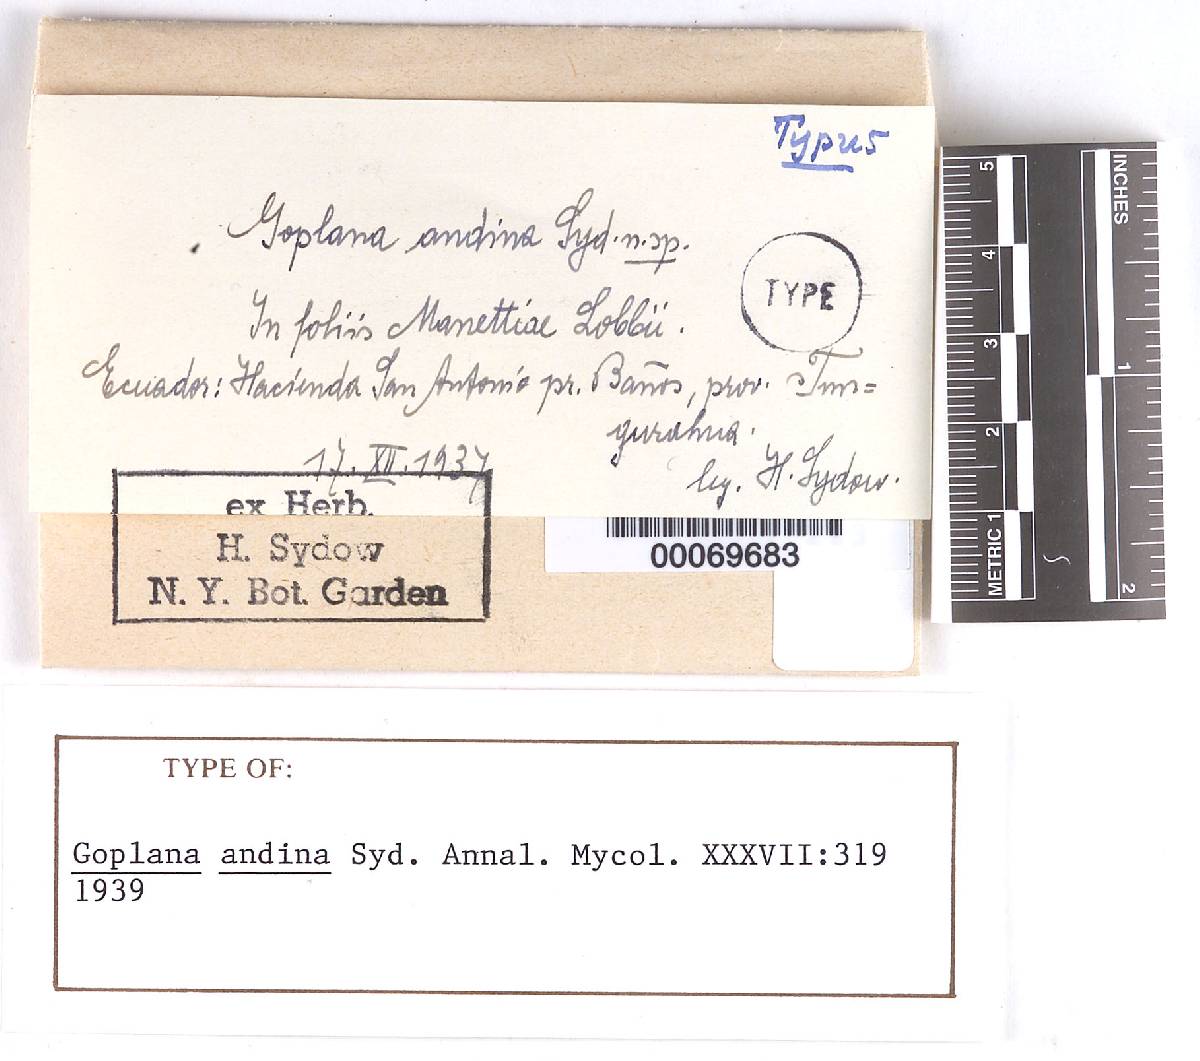 Typus
Goplana andina Syd. n. sp.
TYPE
In foliis Manettiae Lobbii.
Ecuador: Hacienda San Antonio pr. Baños, prov. Tun=
gurahua.
17. XII. 1937
leg. H. Sydow.
ex Herb.
H. Sydow
N. Y. Bot. Garden
00069683
INCHES
1
2
5
4
3
2
METRIC 1
TYPE OF:
Goplana andina Syd. Annal. Mycol. XXXVII:319
1939